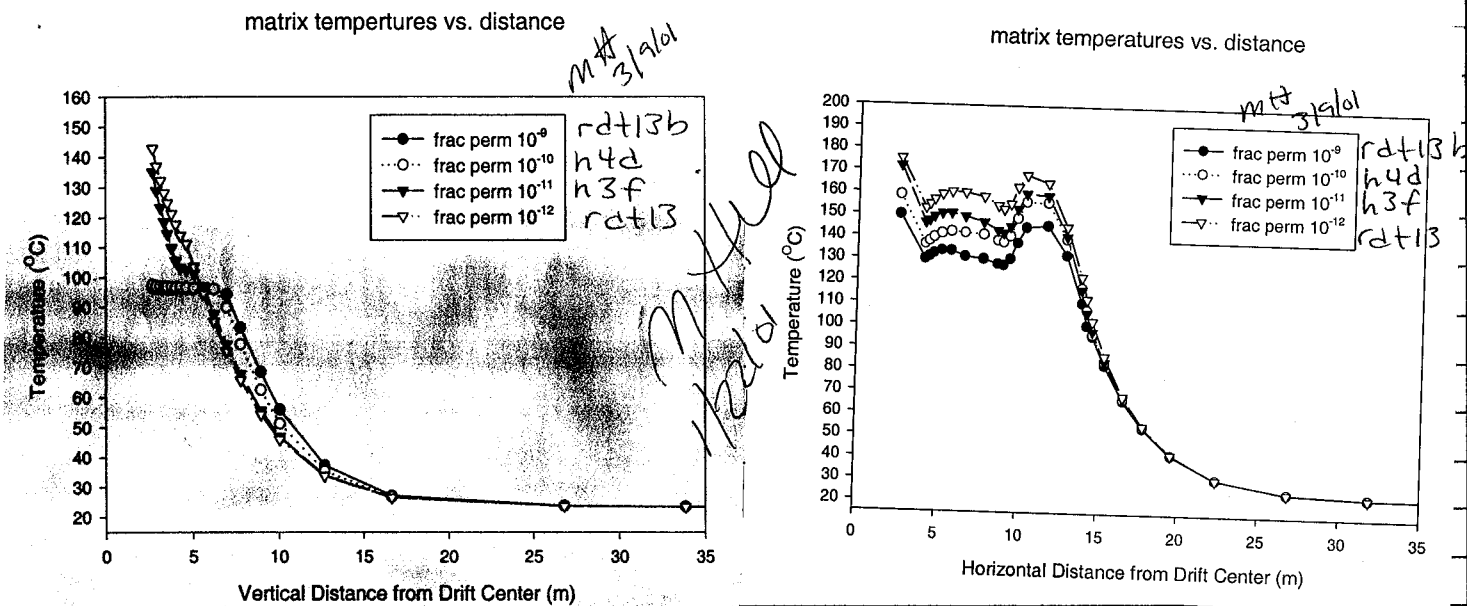 matrix tempertures vs. distance
3/9/01
160
150
140
130
120
110
100
90
80
70
60
50
40
30
20
Temperature (°C)
frac perm 10⁻⁹ rdt13b
frac perm 10⁻¹⁰ h4d
frac perm 10⁻¹¹ h3f
frac perm 10⁻¹² rdt13
0 5 10 15 20 25 30 35
Vertical Distance from Drift Center (m)
matrix temperatures vs. distance
3/9/01
200
190
180
170
160
150
140
130
120
110
100
90
80
70
60
50
40
30
20
Temperature (°C)
frac perm 10⁻⁹ rdt13b
frac perm 10⁻¹⁰ h4d
frac perm 10⁻¹¹ h3f
frac perm 10⁻¹² rdt13
0 5 10 15 20 25 30 35
Horizontal Distance from Drift Center (m)